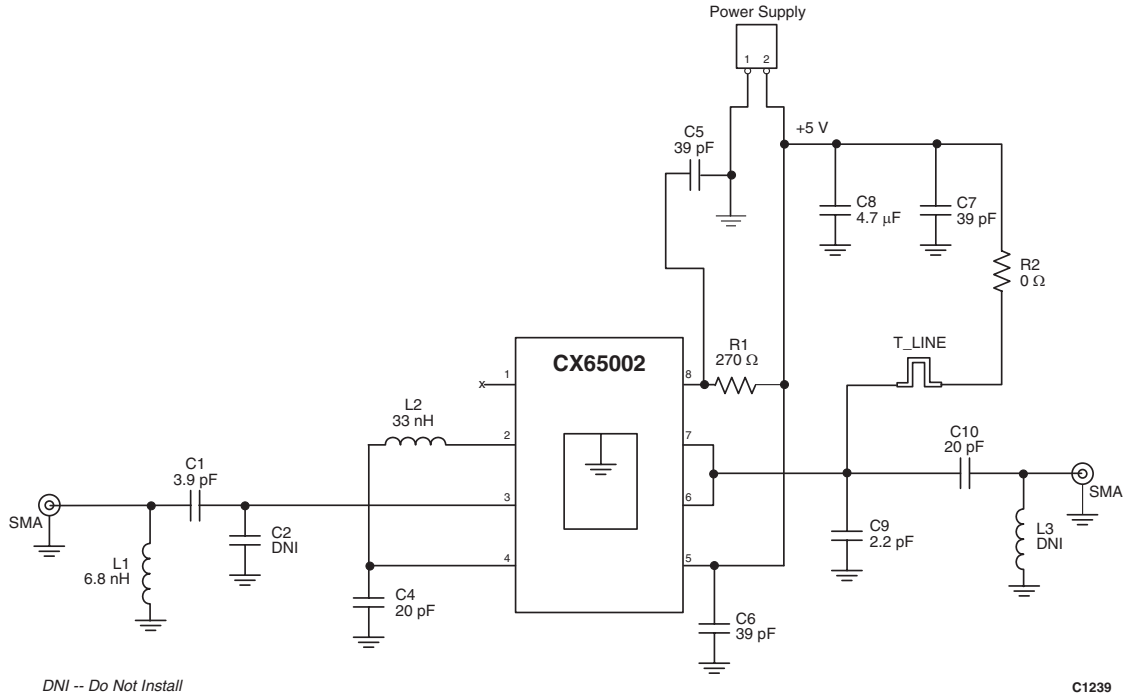 Power Supply
1 2
+5 V
C5
39 pF
C8
4.7 µF
C7
39 pF
R2
0 Ω
T_LINE
R1
270 Ω
CX65002
1
x
8
L2
33 nH
2
7
C10
20 pF
C1
3.9 pF
3
6
SMA
SMA
C2
DNI
L1
6.8 nH
C9
2.2 pF
L3
DNI
4
5
C4
20 pF
C6
39 pF
DNI -- Do Not Install
C1239